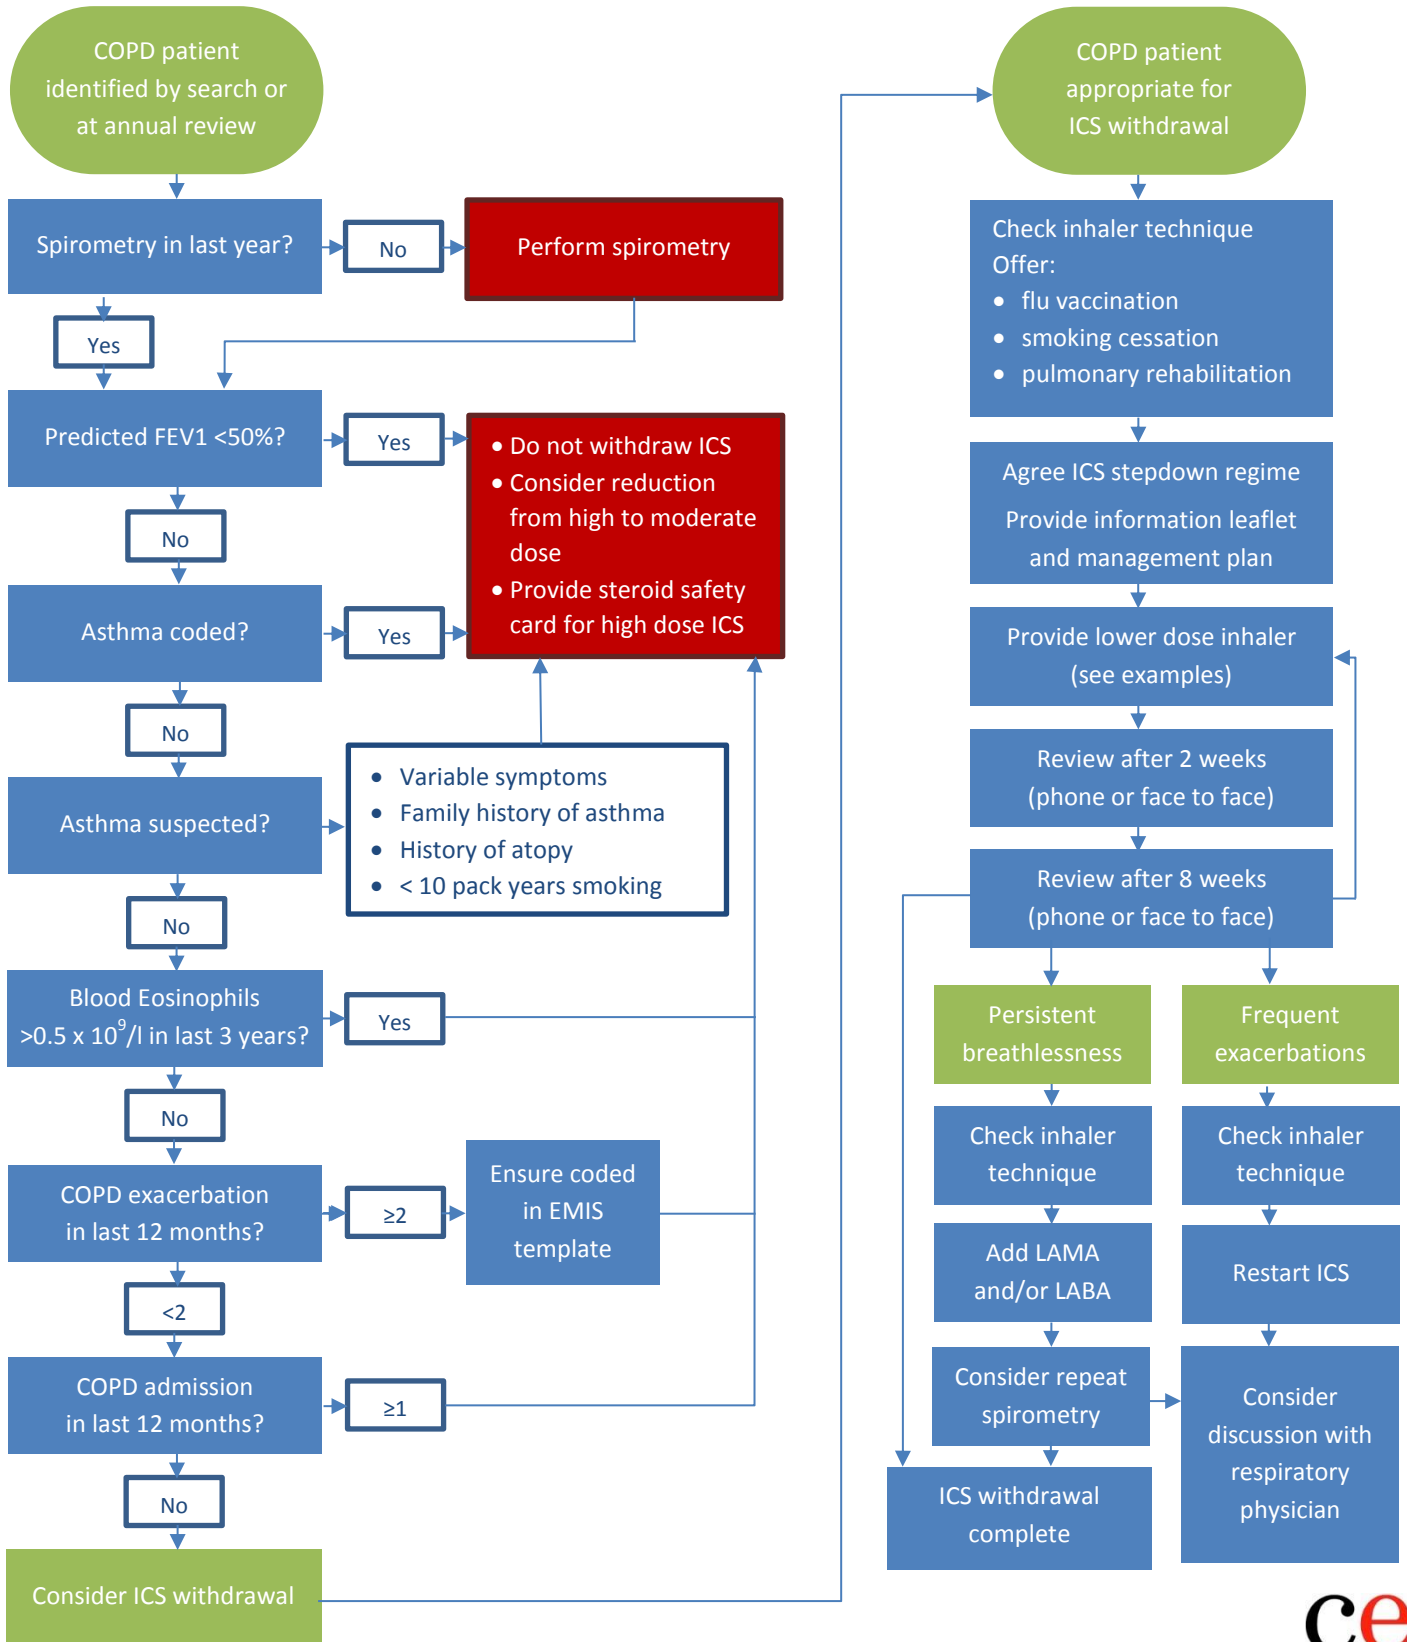 COPD patient
identified by search or
at annual review
Spirometry in last year?
No
Perform spirometry
Yes
Predicted FEV1 <50%?
Yes
• Do not withdraw ICS
• Consider reduction
from high to moderate
dose
• Provide steroid safety
card for high dose ICS
No
Asthma coded?
Yes
No
Asthma suspected?
• Variable symptoms
• Family history of asthma
• History of atopy
• < 10 pack years smoking
No
Blood Eosinophils
>0.5 x 10⁹/l in last 3 years?
Yes
No
COPD exacerbation
in last 12 months?
≥2
Ensure coded
in EMIS
template
<2
COPD admission
in last 12 months?
≥1
No
Consider ICS withdrawal
COPD patient
appropriate for
ICS withdrawal
Check inhaler technique
Offer:
• flu vaccination
• smoking cessation
• pulmonary rehabilitation
Agree ICS stepdown regime
Provide information leaflet
and management plan
Provide lower dose inhaler
(see examples)
Review after 2 weeks
(phone or face to face)
Review after 8 weeks
(phone or face to face)
Persistent
breathlessness
Check inhaler
technique
Add LAMA
and/or LABA
Consider repeat
spirometry
ICS withdrawal
complete
Frequent
exacerbations
Check inhaler
technique
Restart ICS
Consider
discussion with
respiratory
physician
ce